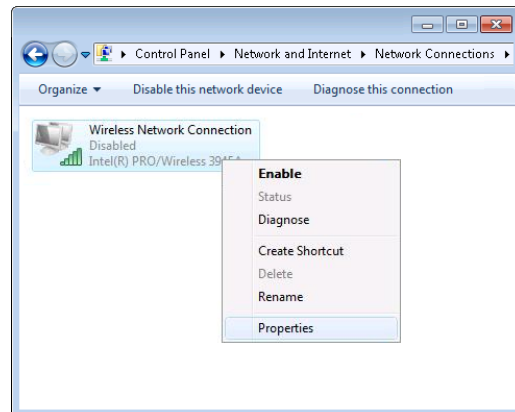 Control Panel ▸ Network and Internet ▸ Network Connections ▸
Organize ▾ Disable this network device Diagnose this connection
Wireless Network Connection
Disabled
Intel(R) PRO/Wireless
Enable
Status
Diagnose
Create Shortcut
Delete
Rename
Properties